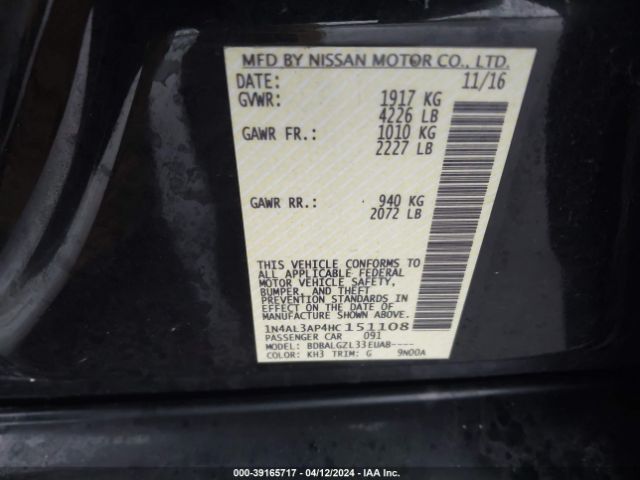 MFD BY NISSAN MOTOR CO., LTD.
DATE: 11/16
GVWR: 1917 KG
4226 LB
GAWR FR.: 1010 KG
2227 LB
GAWR RR.: 940 KG
2072 LB
THIS VEHICLE CONFORMS TO
ALL APPLICABLE FEDERAL
MOTOR VEHICLE SAFETY,
BUMPER, AND THEFT
PREVENTION STANDARDS
IN EFFECT ON THE DATE
OF MANUFACTURE SHOWN ABOVE.
1N4AL3AP4HC151108
PASSENGER CAR 091
MODEL: BDBALGZL33EUAB----
COLOR: KH3 TRIM: G 9N00A
000-39165717 - 04/12/2024 - IAA Inc.